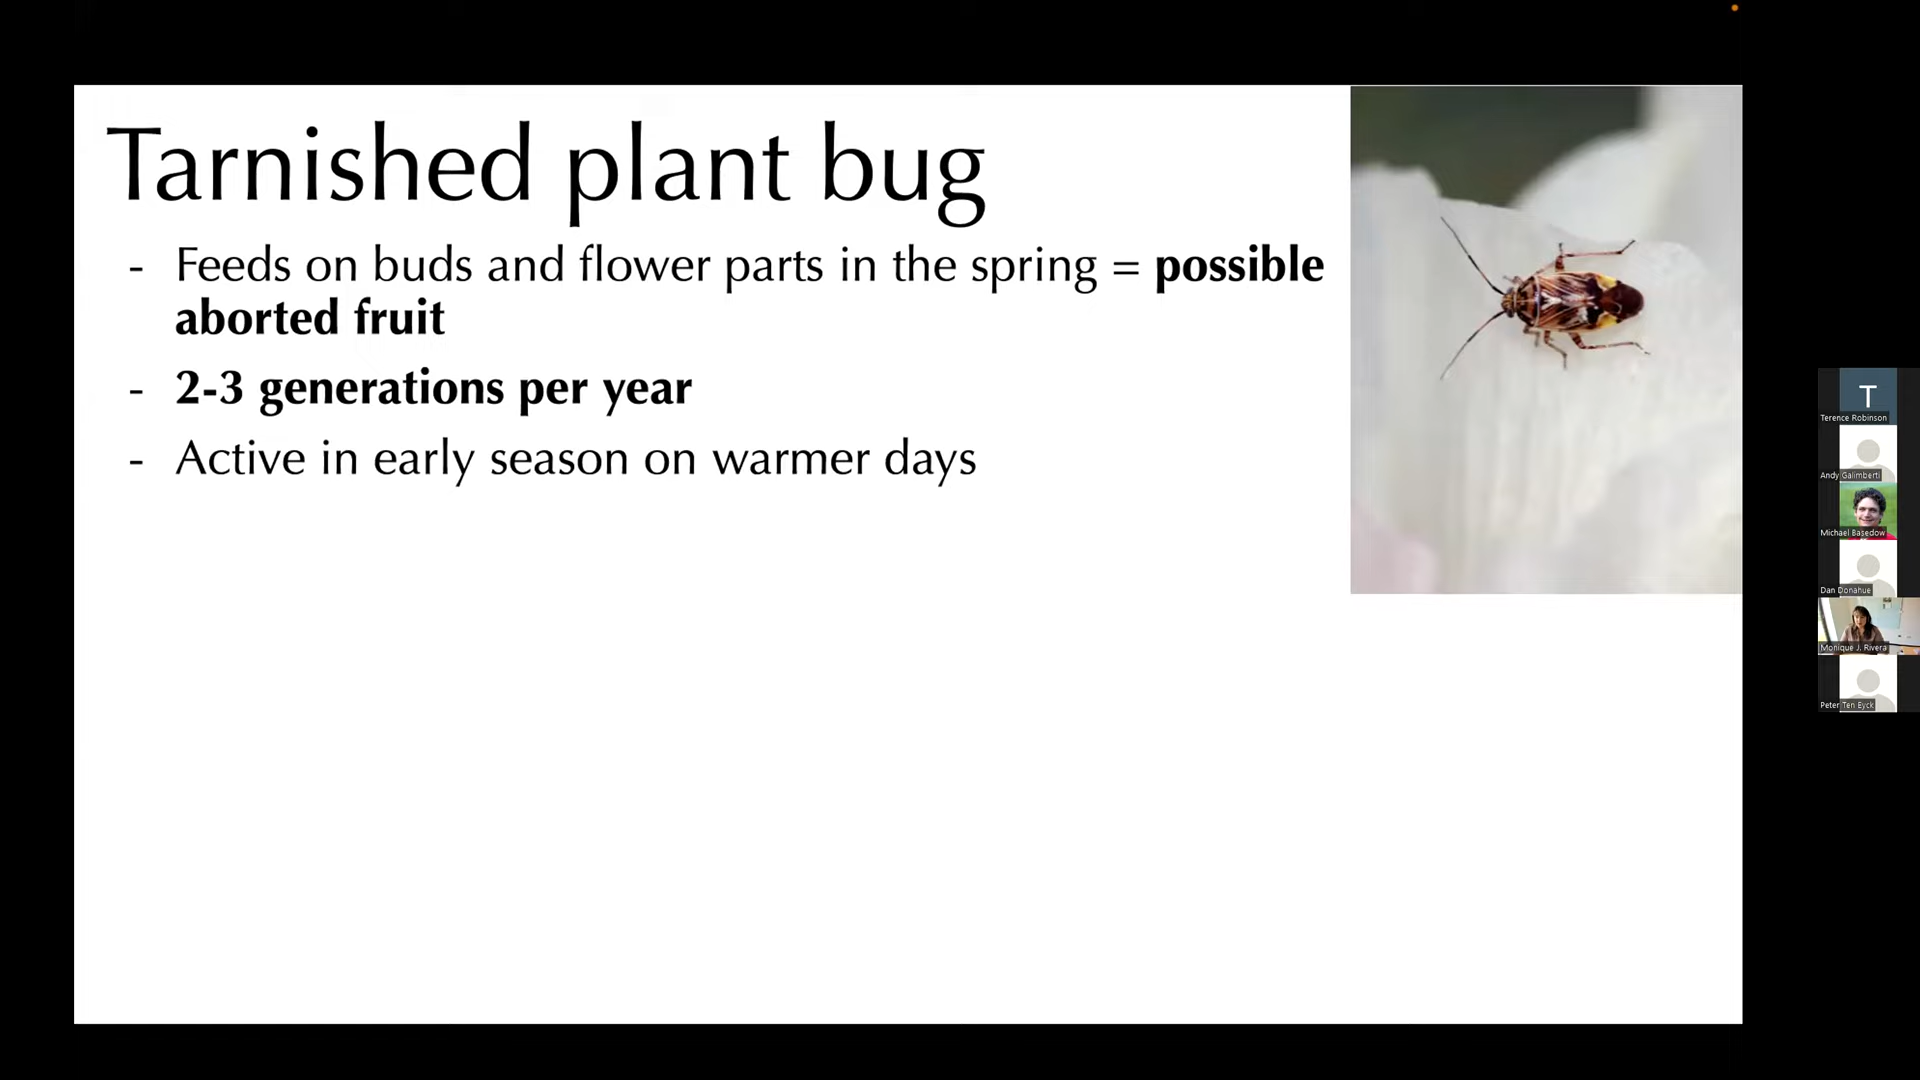 Tarnished plant bug
- Feeds on buds and flower parts in the spring = possible
aborted fruit
- 2-3 generations per year
- Active in early season on warmer days
T
Terence Robinson
Andy Galimberti
Michael Basedow
Dan Donahue
Monique J. Rivera
Peter Ten Eyck